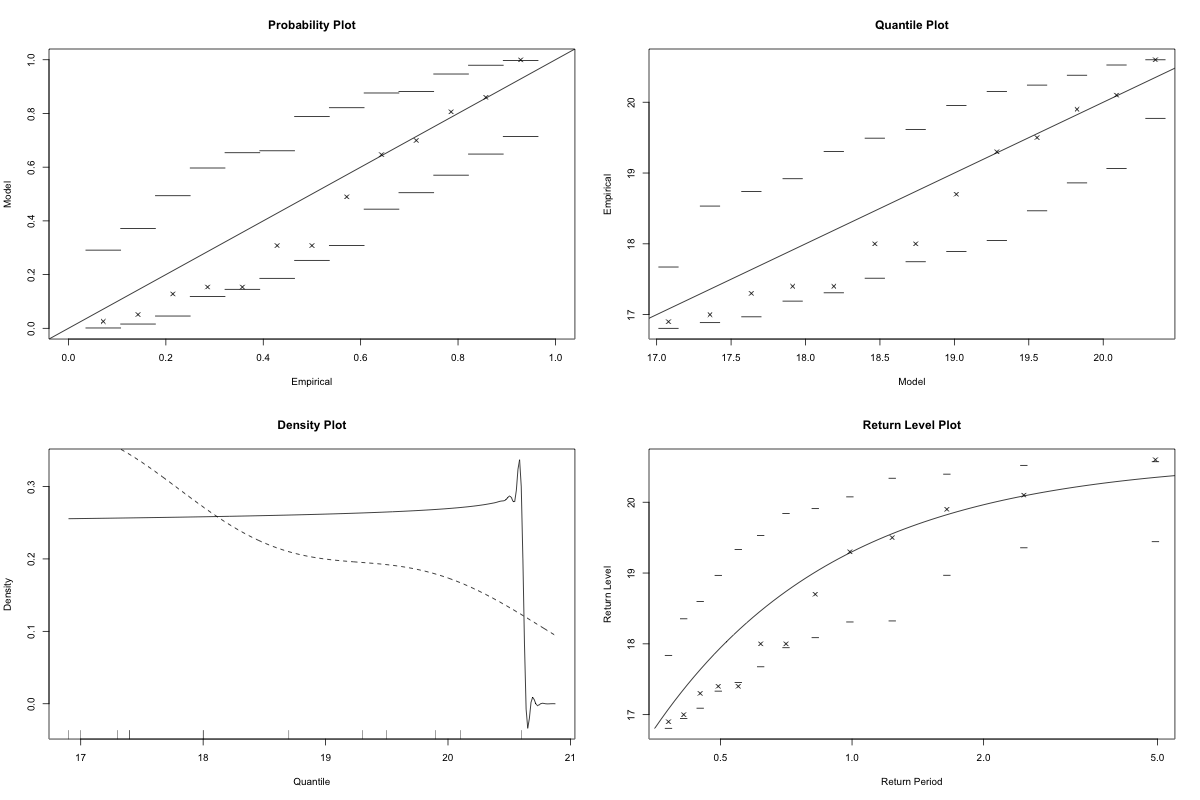 Probability Plot
Model
0.0 0.2 0.4 0.6 0.8 1.0
0.0 0.2 0.4 0.6 0.8 1.0
Empirical
Quantile Plot
Empirical
17 18 19 20
17.0 17.5 18.0 18.5 19.0 19.5 20.0
Model
Density Plot
Density
0.0 0.1 0.2 0.3
17 18 19 20 21
Quantile
Return Level Plot
Return Level
17 18 19 20
0.5 1.0 2.0 5.0
Return Period